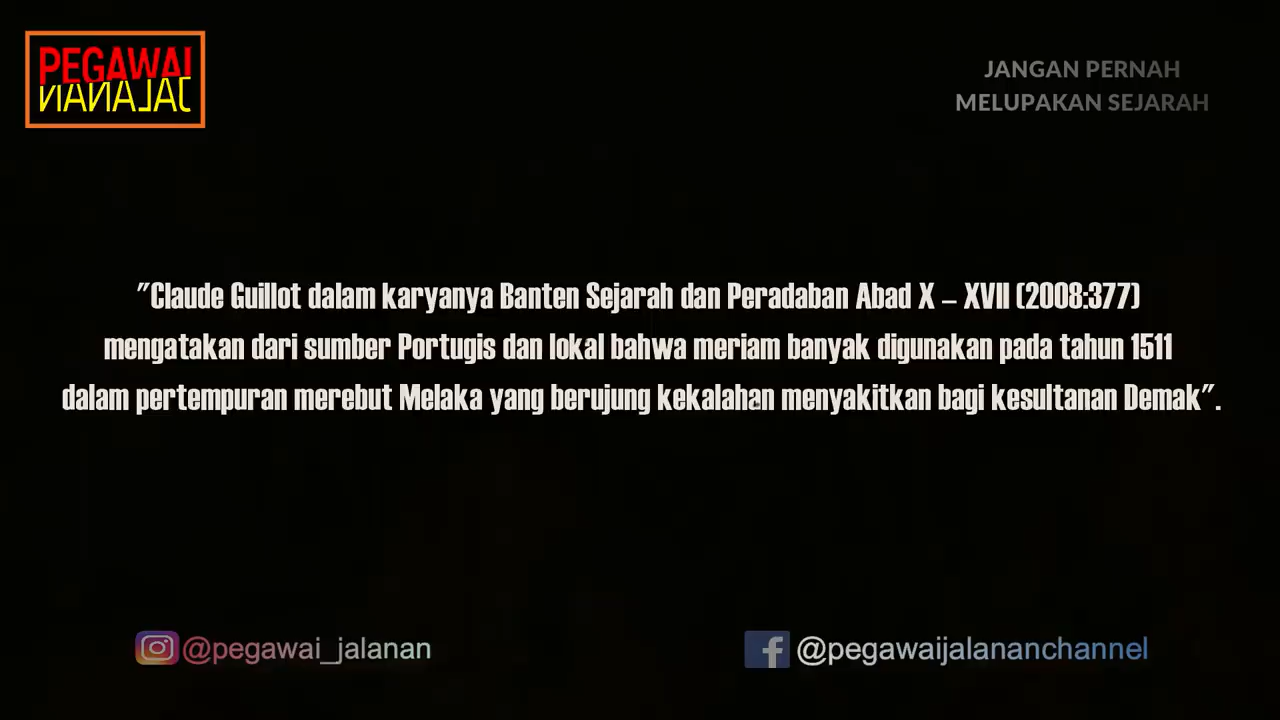 PEGAWAI
JALANAN
JANGAN PERNAH
MELUPAKAN SEJARAH
"Claude Guillot dalam karyanya Banten Sejarah dan Peradaban Abad X – XVII (2008:377)
mengatakan dari sumber Portugis dan lokal bahwa meriam banyak digunakan pada tahun 1511
dalam pertempuran merebut Melaka yang berujung kekalahan menyakitkan bagi kesultanan Demak".
@pegawai_jalanan
@pegawaijalananchannel